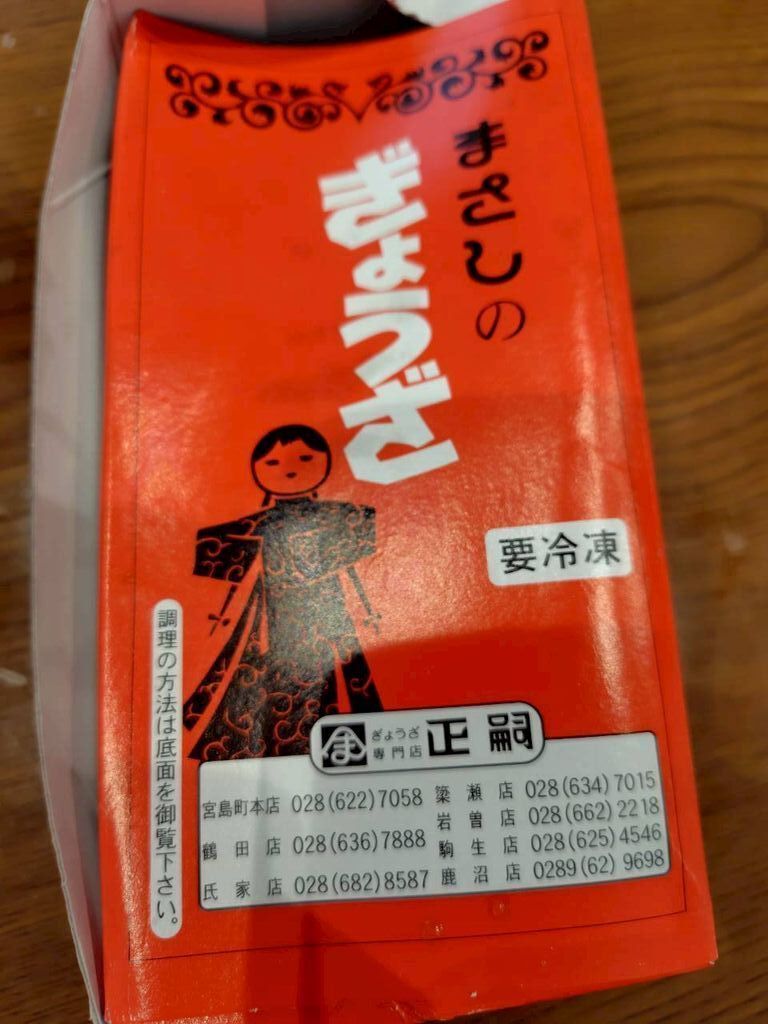 まさしの
ぎょうざ
要冷凍
調理の方法は底面を御覧下さい。
ま ぎょうざ専門店 正嗣
宮島町本店 028(622)7058
鶴田店 028(636)7888
氏家店 028(682)8587
簗瀬店 028(634)7015
岩曽店 028(662)2218
駒生店 028(625)4546
鹿沼店 0289(62)9698